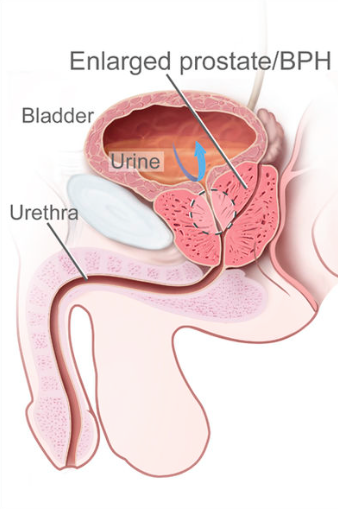 Enlarged prostate/BPH
Bladder
Urine
Urethra